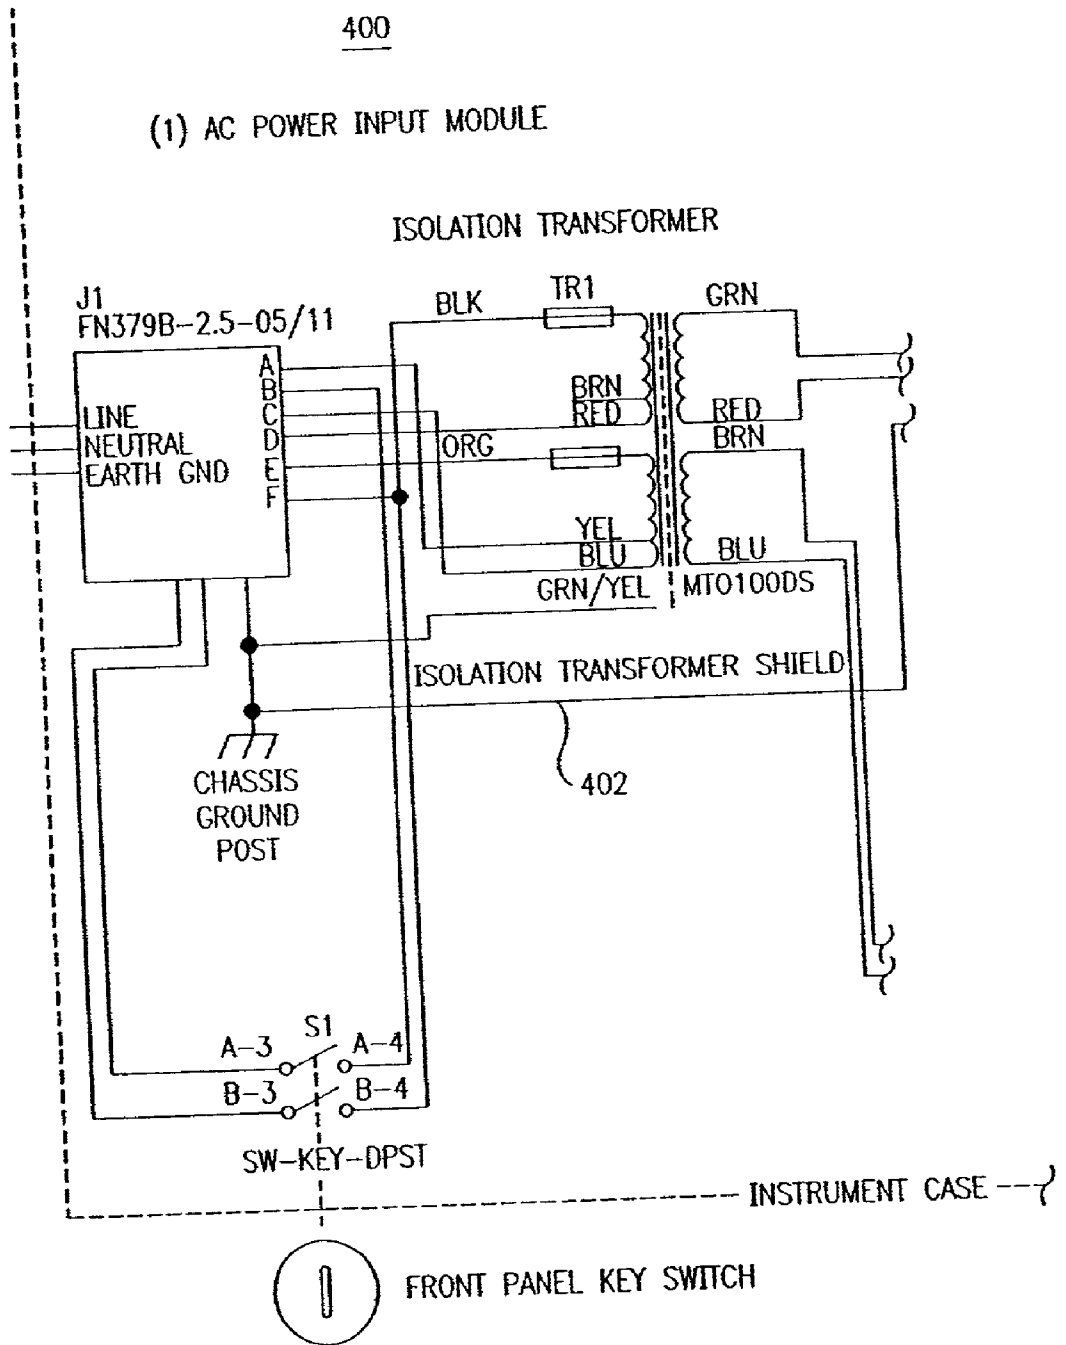 400
(1) AC POWER INPUT MODULE
ISOLATION TRANSFORMER
J1
FN379B-2.5-05/11
BLK
TR1
GRN
A
B
C
D
E
F
LINE
NEUTRAL
EARTH GND
BRN
RED
ORG
RED
BRN
YEL
BLU
BLU
GRN/YEL
MT0100DS
ISOLATION TRANSFORMER SHIELD
402
CHASSIS
GROUND
POST
S1
A-3
A-4
B-3
B-4
SW-KEY-DPST
INSTRUMENT CASE
FRONT PANEL KEY SWITCH